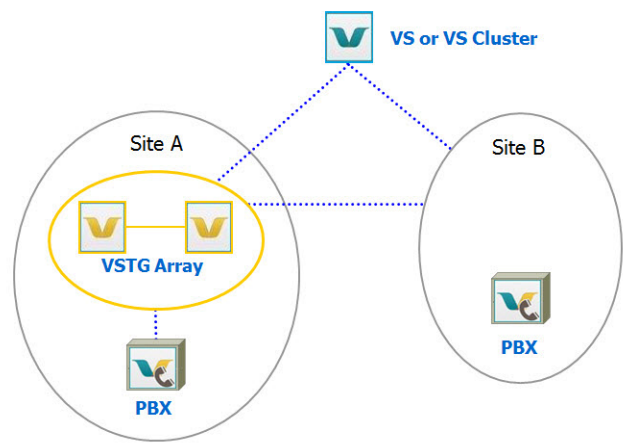 VS or VS Cluster
Site A
Site B
VSTG Array
PBX
PBX